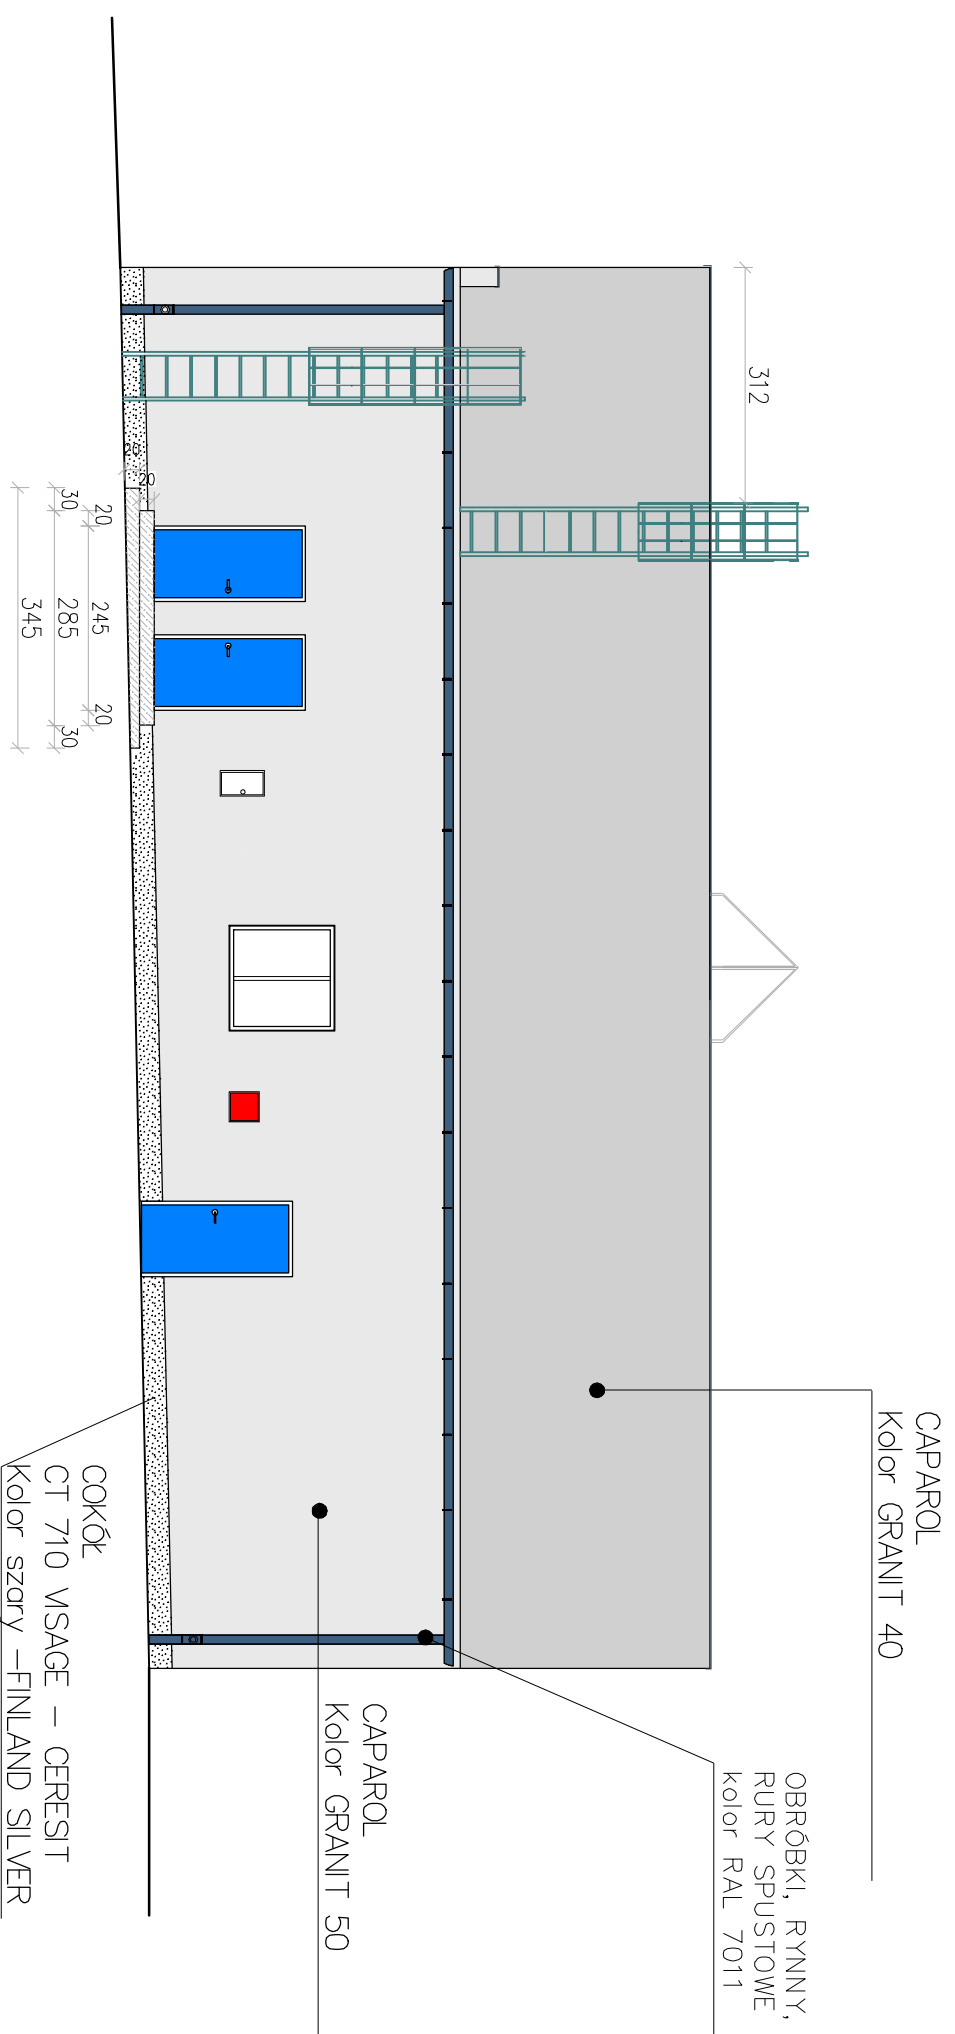 CAPAROL
Kolor GRANIT 40
OBRÓBKI, RYNNY,
RURY SPUSTOWE
kolor RAL 7011
CAPAROL
Kolor GRANIT 50
COKÓŁ
CT 710 VISAGE – CERESIT
Kolor szary –FINLAND SILVER
312
20
20
20
245
20
30
285
30
345